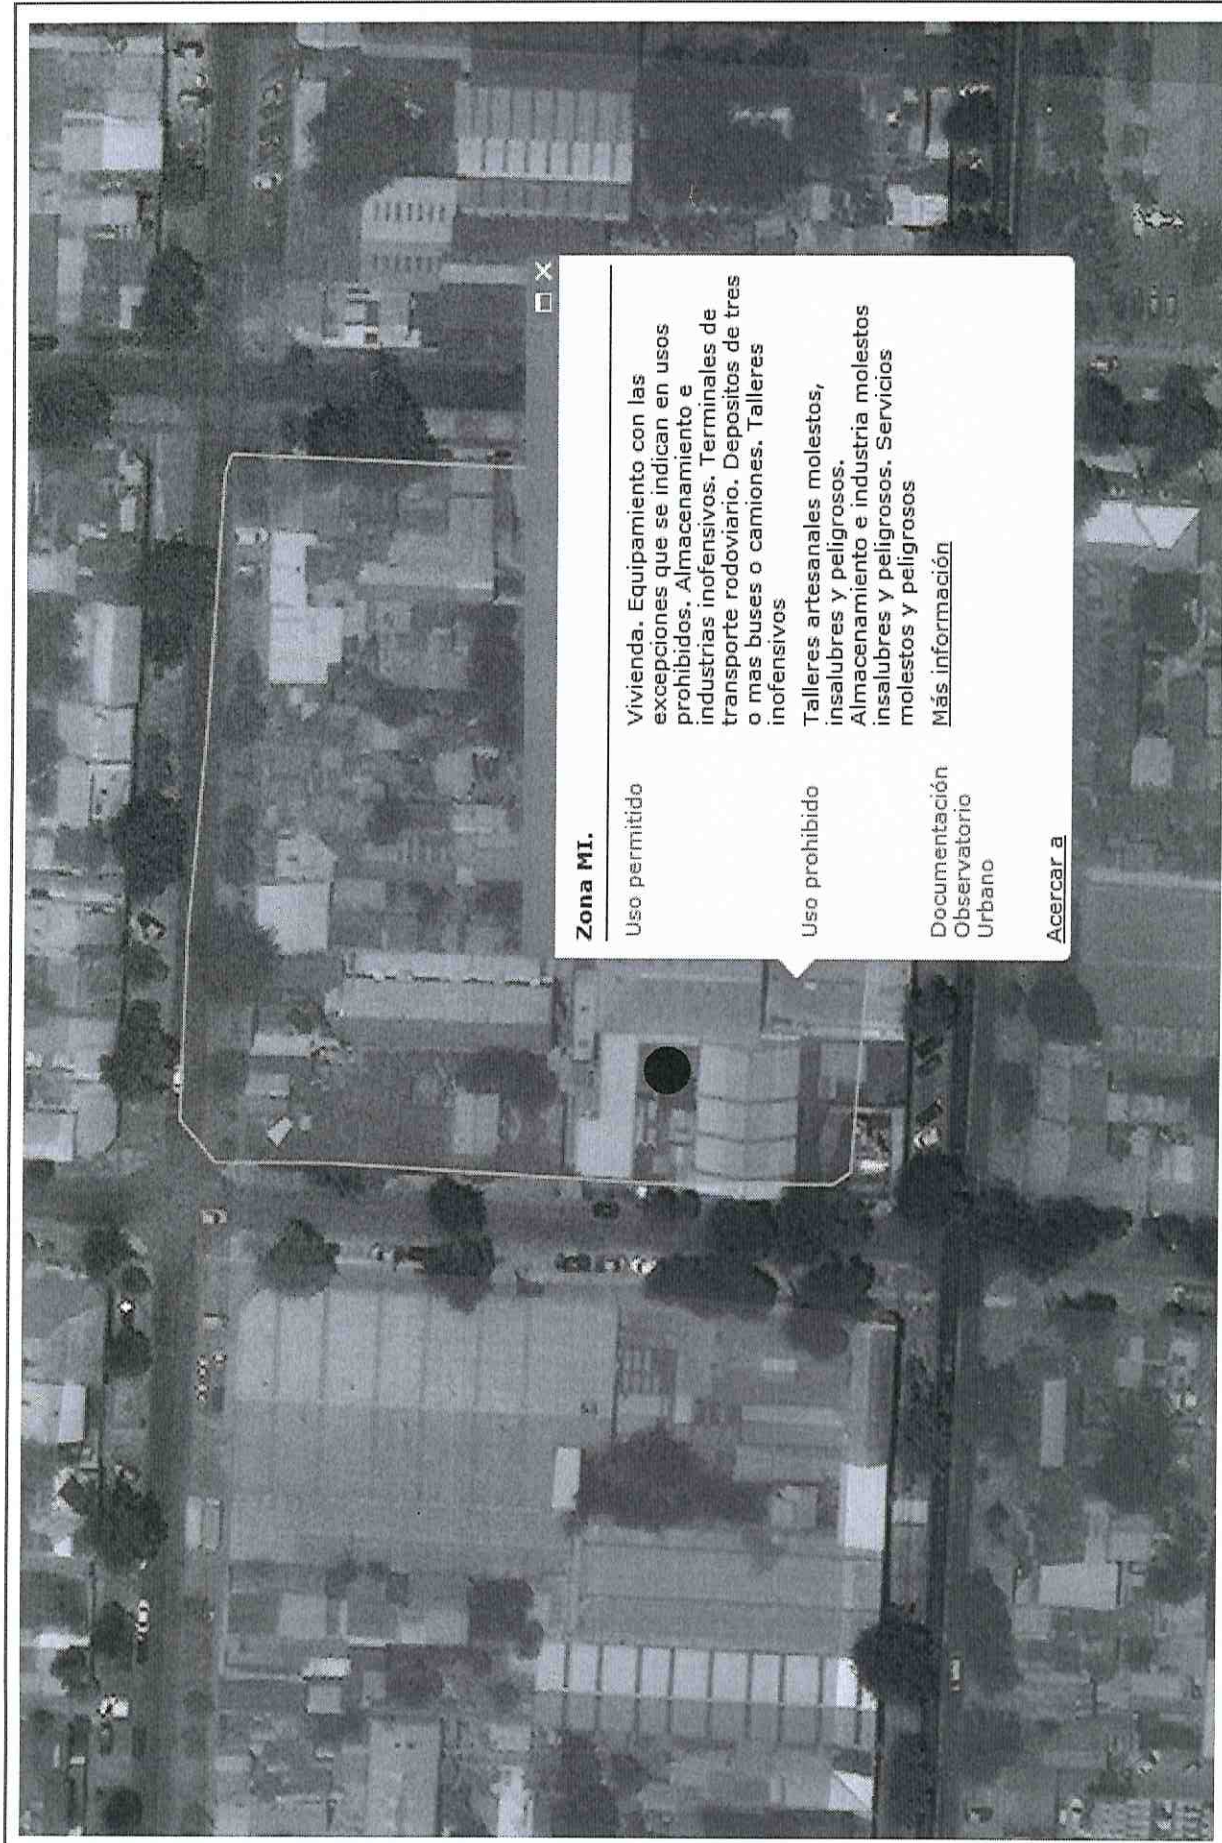 Zona MI.
Uso permitido
Vivienda. Equipamiento con las
excepciones que se indican en usos
prohibidos. Almacenamiento e
industrias inofensivos. Terminales de
transporte rodoviario. Depositos de tres
o mas buses o camiones. Talleres
inofensivos
Uso prohibido
Talleres artesanales molestos,
insalubres y peligrosos.
Almacenamiento e industria molestos
insalubres y peligrosos. Servicios
molestos y peligrosos
Documentación
Observatorio
Urbano
Más información
Acercar a